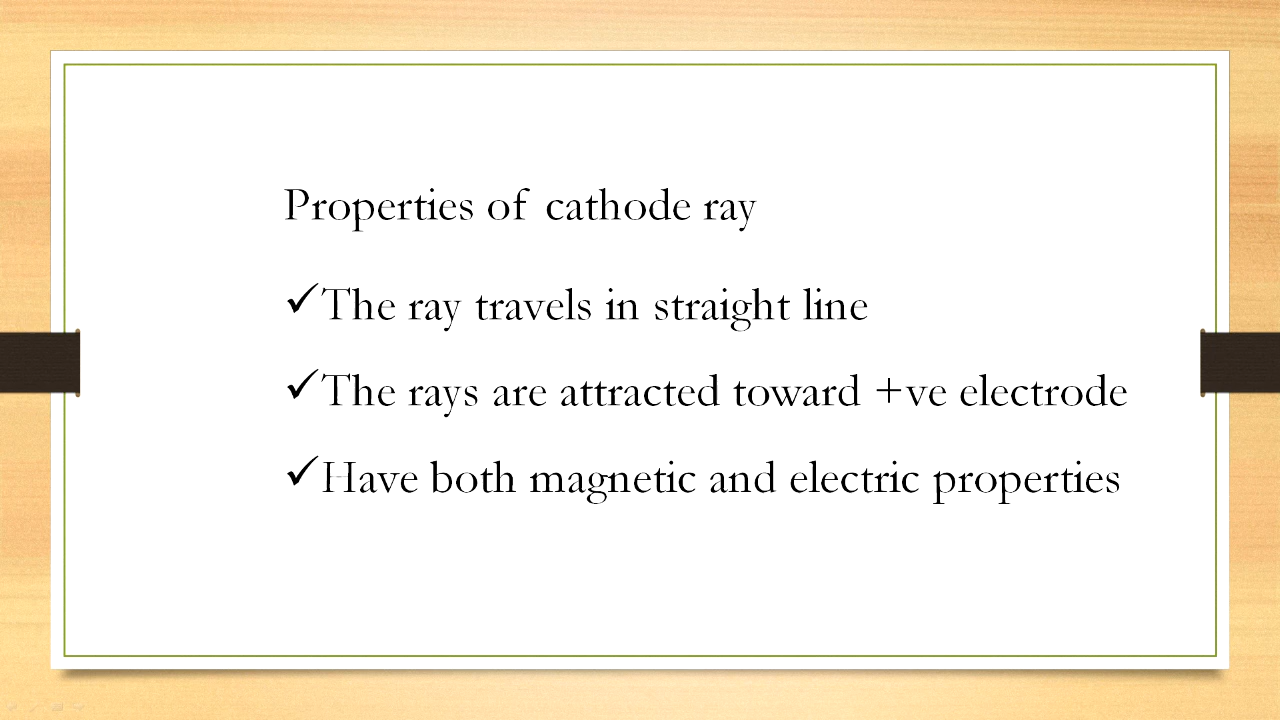 Properties of cathode ray
✓The ray travels in straight line
✓The rays are attracted toward +ve electrode
✓Have both magnetic and electric properties